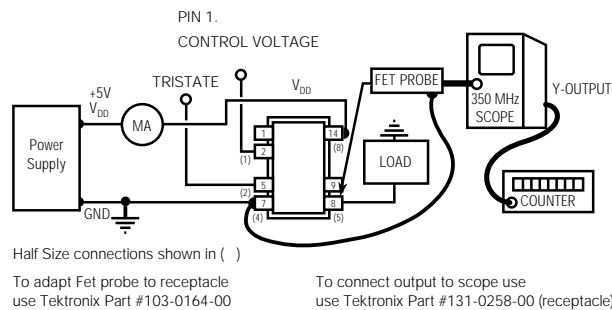 PIN 1.
CONTROL VOLTAGE
TRISTATE
VDD
FET PROBE
350 MHz
SCOPE
Y-OUTPUT
+5V
VDD
MA
Power
Supply
GND
1
14
(8)
2
(1)
5
(2)
9
7
(4)
8
(5)
LOAD
COUNTER
Half Size connections shown in ( )
To adapt Fet probe to receptacle
use Tektronix Part #103-0164-00
To connect output to scope use
use Tektronix Part #131-0258-00 (receptacle)